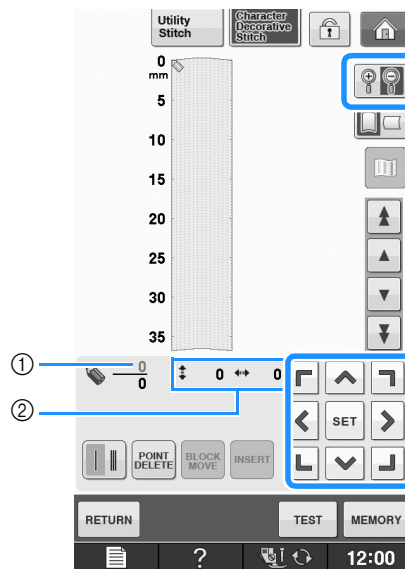 Utility
Stitch
Character
Decorative
Stitch
0
mm
5
10
15
20
25
30
35
① 0
0
0 0
②
SET
POINT
DELETE
BLOCK
MOVE
INSERT
RETURN TEST MEMORY
? 12:00